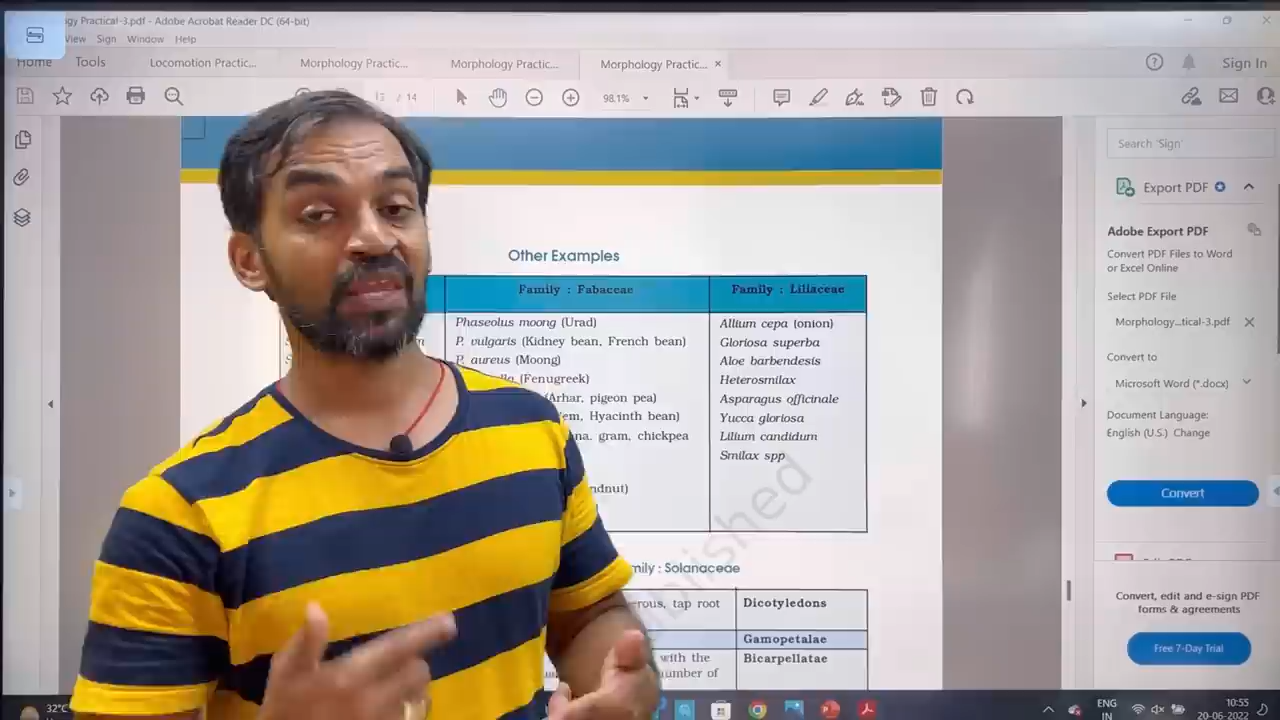 gy Practical-3.pdf - Adobe Acrobat Reader DC (64-bit)
View Sign Window Help
Home Tools Locomotion Practic... Morphology Practic... Morphology Practic... Morphology Practic... ×
Sign In
/ 14 98.1%
Search 'Sign'
Export PDF
Adobe Export PDF
Convert PDF Files to Word
or Excel Online
Select PDF File
Morphology...tical-3.pdf
Convert to
Microsoft Word (*.docx)
Document Language:
English (U.S.) Change
Convert
Convert, edit and e-sign PDF
forms & agreements
Free 7-Day Trial
Other Examples
Family : Fabaceae
Phaseolus moong (Urad)
P. vulgaris (Kidney bean, French bean)
P. aureus (Moong)
(Fenugreek)
(Arhar, pigeon pea)
Hyacinth bean)
gram, chickpea
Family : Liliaceae
Allium cepa (onion)
Gloriosa superba
Aloe barbendesis
Heterosmilax
Asparagus officinale
Yucca gloriosa
Lilium candidum
Smilax spp
: Solanaceae
tap root
Dicotyledons
Gamopetalae
with the
Bicarpellatae
number of
32°C
ENG
IN
10:55
20-06-2022